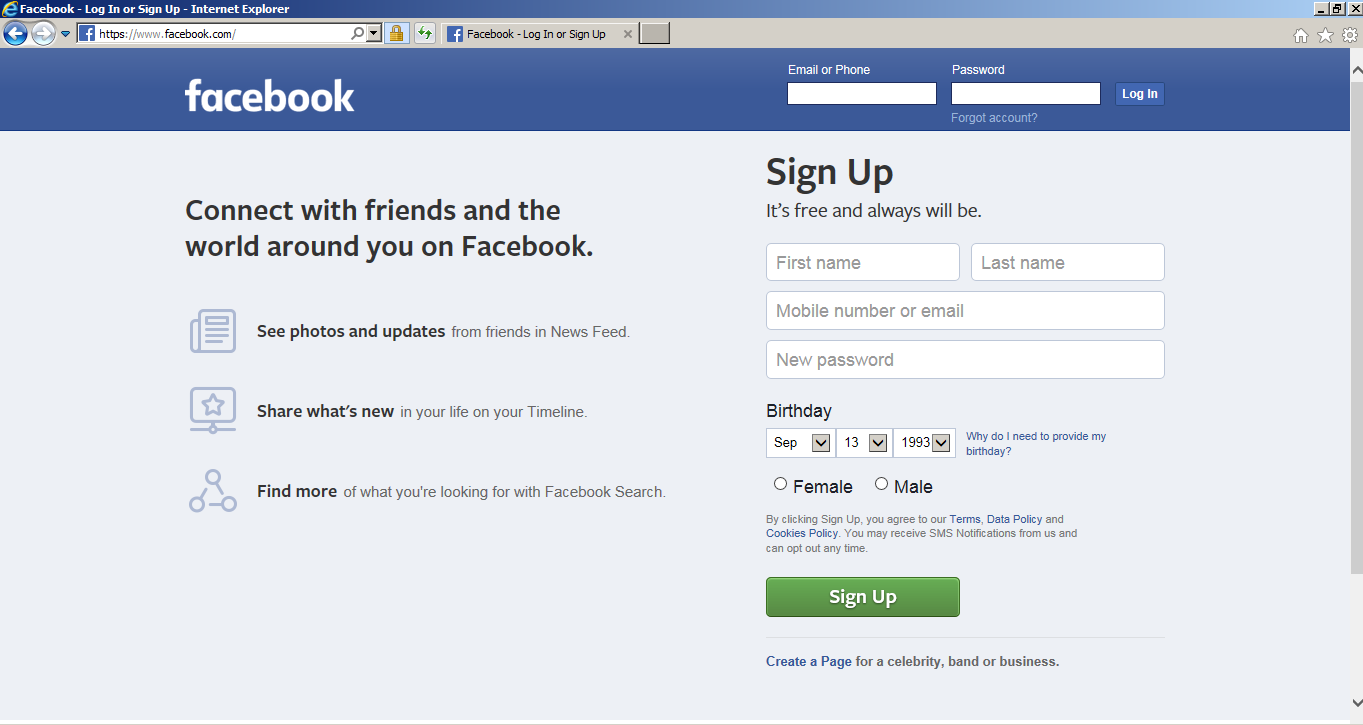 Facebook - Log In or Sign Up - Internet Explorer
https://www.facebook.com/
Facebook - Log In or Sign Up
facebook
Email or Phone
Password
Log In
Forgot account?
Connect with friends and the
world around you on Facebook.
See photos and updates from friends in News Feed.
Share what's new in your life on your Timeline.
Find more of what you're looking for with Facebook Search.
Sign Up
It's free and always will be.
First name
Last name
Mobile number or email
New password
Birthday
Sep 13 1993
Why do I need to provide my
birthday?
Female Male
By clicking Sign Up, you agree to our Terms, Data Policy and
Cookies Policy. You may receive SMS Notifications from us and
can opt out any time.
Sign Up
Create a Page for a celebrity, band or business.